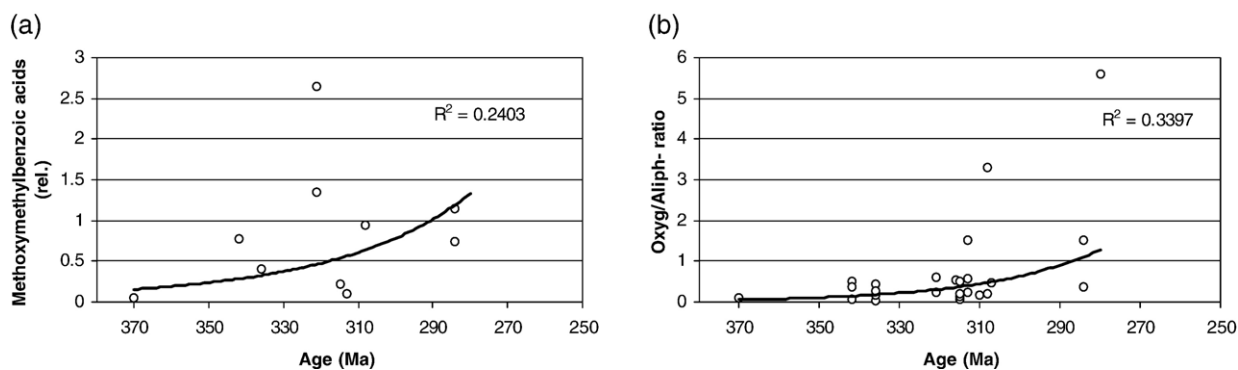 (a)
Methoxymethylbenzoic acids
(rel.)
3
2.5
2
1.5
1
0.5
0
R² = 0.2403
370 350 330 310 290 270 250
Age (Ma)
(b)
Oxyg/Aliph- ratio
6
5
4
3
2
1
0
R² = 0.3397
370 350 330 310 290 270 250
Age (Ma)